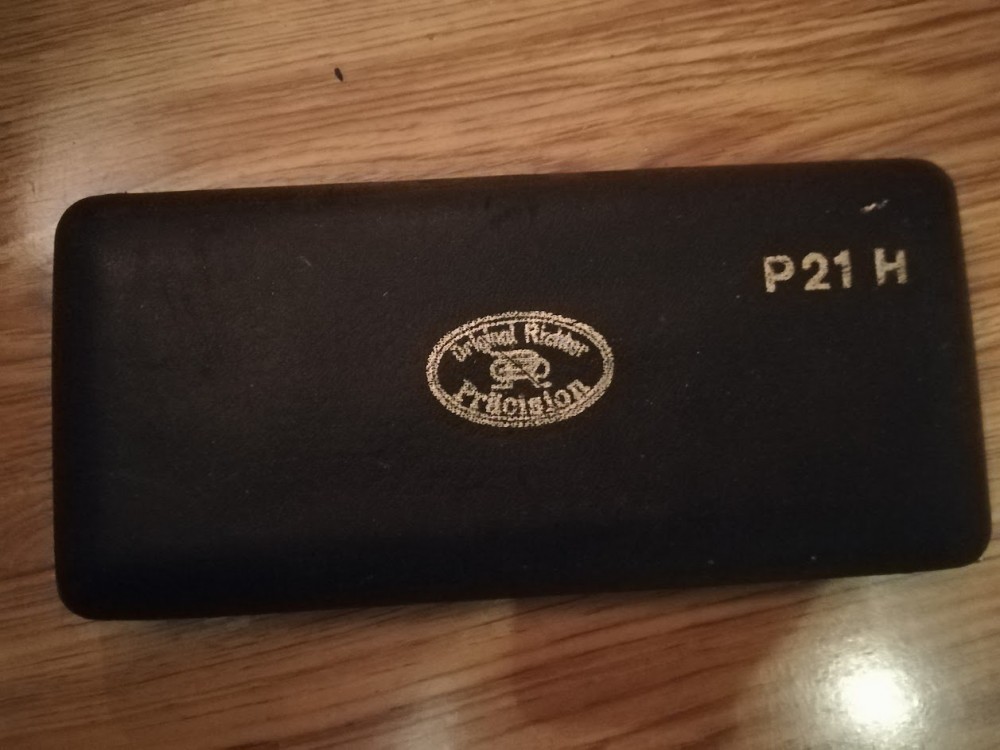 P21 H
Original Richter
Präcision